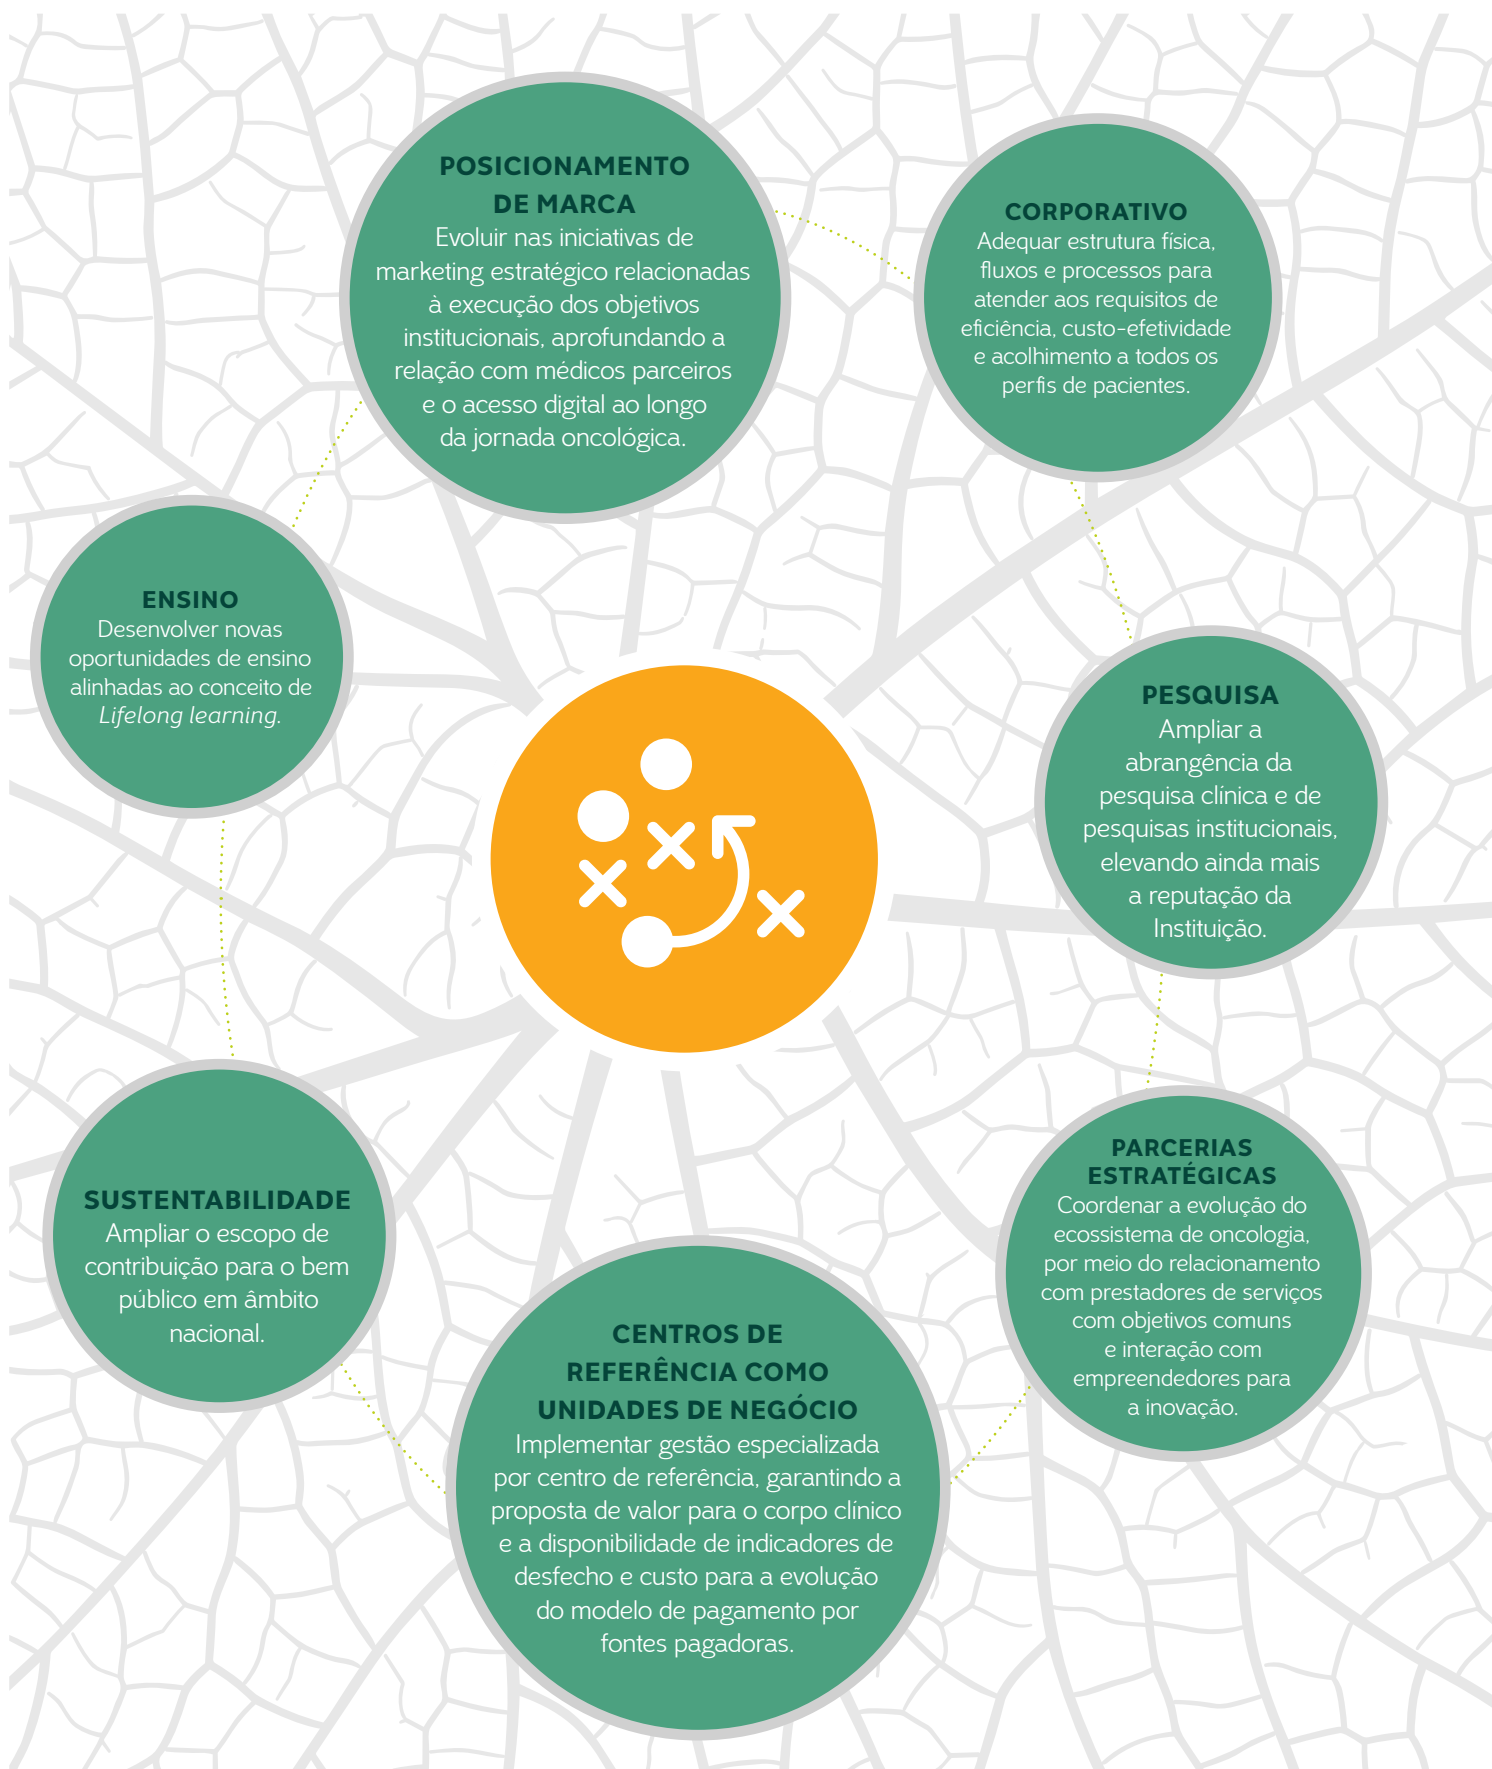 POSICIONAMENTO
DE MARCA
Evoluir nas iniciativas de
marketing estratégico relacionadas
à execução dos objetivos
institucionais, aprofundando a
relação com médicos parceiros
e o acesso digital ao longo
da jornada oncológica.
CORPORATIVO
Adequar estrutura física,
fluxos e processos para
atender aos requisitos de
eficiência, custo-efetividade
e acolhimento a todos os
perfis de pacientes.
ENSINO
Desenvolver novas
oportunidades de ensino
alinhadas ao conceito de
Lifelong learning.
PESQUISA
Ampliar a
abrangência da
pesquisa clínica e de
pesquisas institucionais,
elevando ainda mais
a reputação da
Instituição.
SUSTENTABILIDADE
Ampliar o escopo de
contribuição para o bem
público em âmbito
nacional.
PARCERIAS
ESTRATÉGICAS
Coordenar a evolução do
ecossistema de oncologia,
por meio do relacionamento
com prestadores de serviços
com objetivos comuns
e interação com
empreendedores para
a inovação.
CENTROS DE
REFERÊNCIA COMO
UNIDADES DE NEGÓCIO
Implementar gestão especializada
por centro de referência, garantindo a
proposta de valor para o corpo clínico
e a disponibilidade de indicadores de
desfecho e custo para a evolução
do modelo de pagamento por
fontes pagadoras.